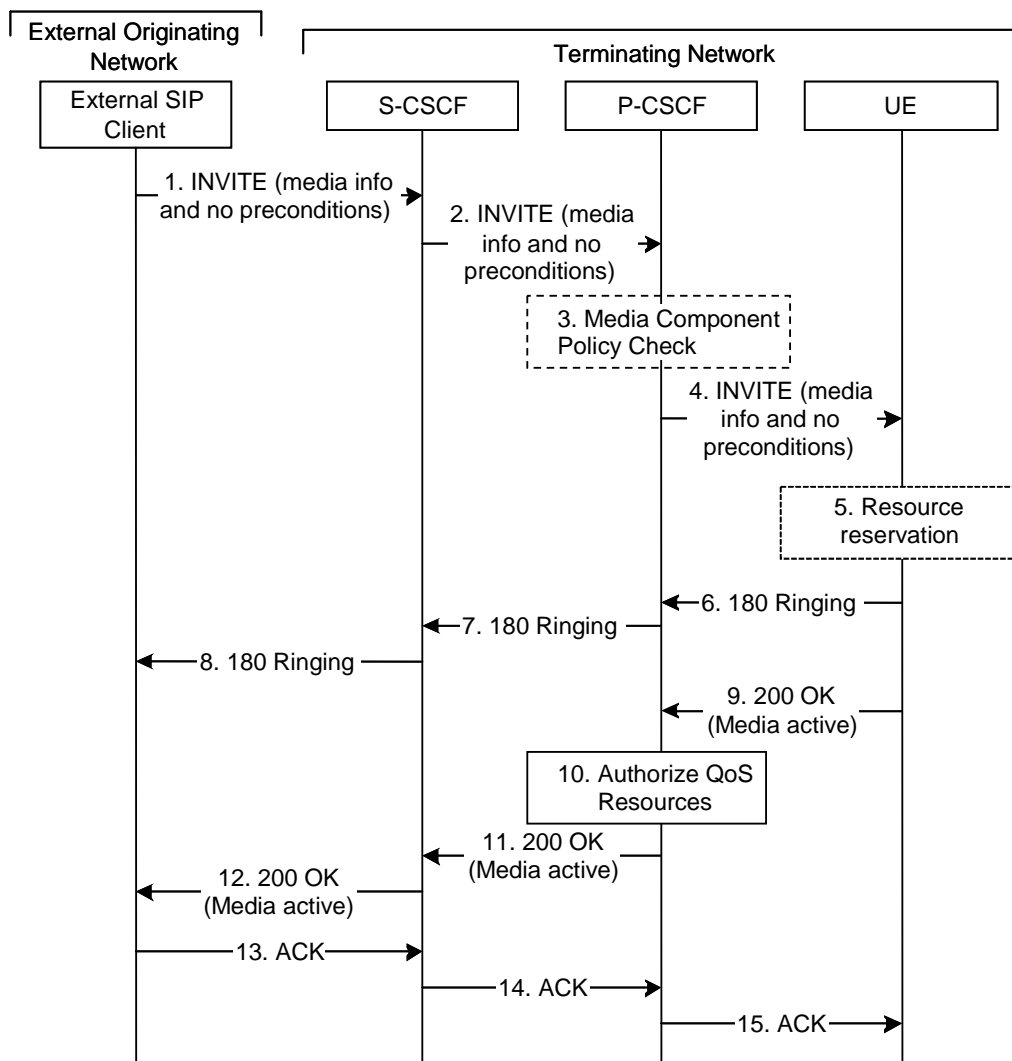 External Originating
Network
Terminating Network
External SIP
Client
S-CSCF
P-CSCF
UE
1. INVITE (media info
and no preconditions)
2. INVITE (media
info and no
preconditions)
3. Media Component
Policy Check
4. INVITE (media
info and no
preconditions)
5. Resource
reservation
6. 180 Ringing
7. 180 Ringing
8. 180 Ringing
9. 200 OK
(Media active)
10. Authorize QoS
Resources
11. 200 OK
(Media active)
12. 200 OK
(Media active)
13. ACK
14. ACK
15. ACK